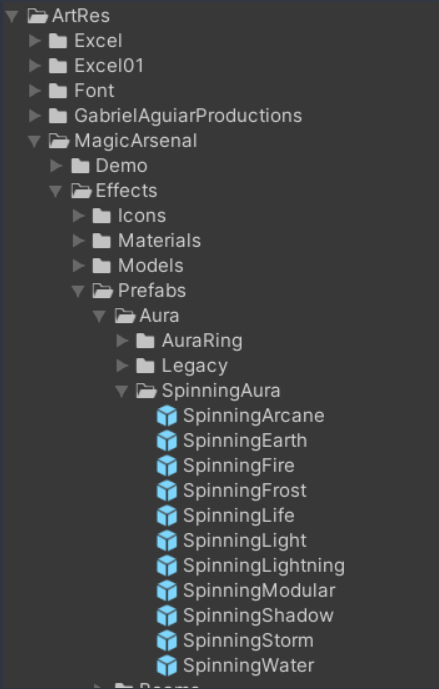 ArtRes
Excel
Excel01
Font
GabrielAguiarProductions
MagicArsenal
Demo
Effects
Icons
Materials
Models
Prefabs
Aura
AuraRing
Legacy
SpinningAura
SpinningArcane
SpinningEarth
SpinningFire
SpinningFrost
SpinningLife
SpinningLight
SpinningLightning
SpinningModular
SpinningShadow
SpinningStorm
SpinningWater